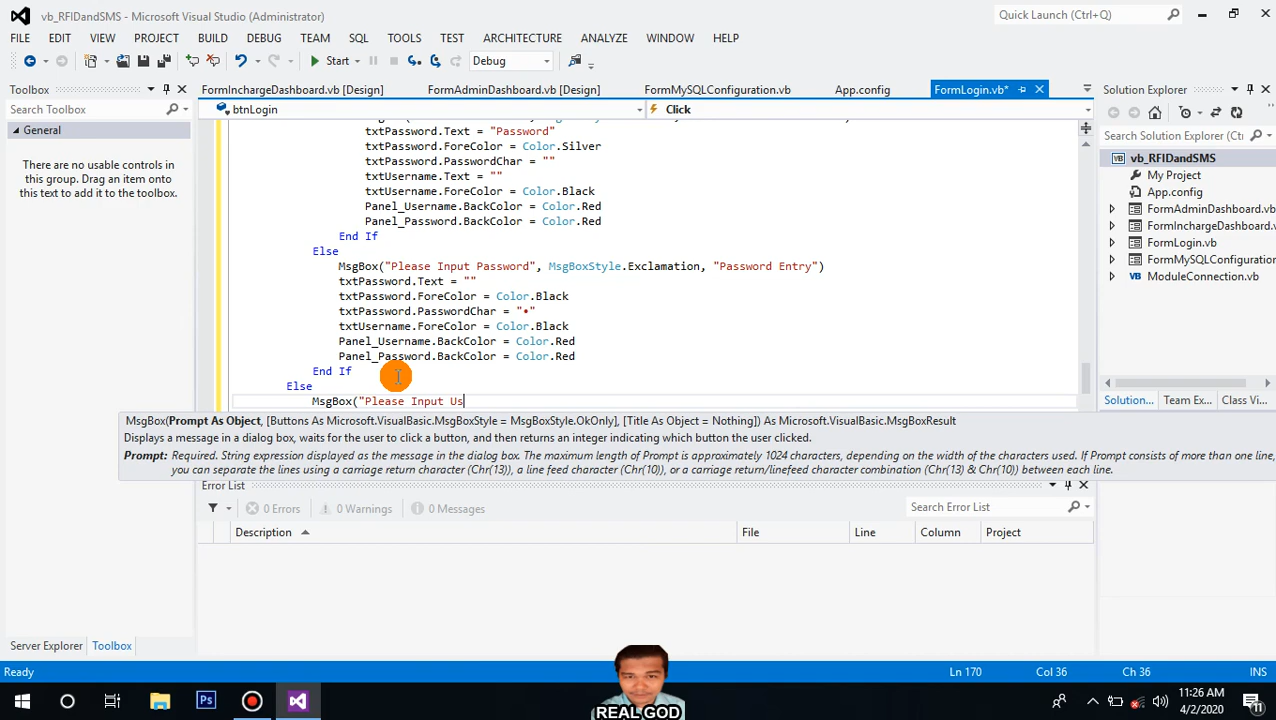 vb_RFIDandSMS - Microsoft Visual Studio (Administrator)
Quick Launch (Ctrl+Q)
FILE EDIT VIEW PROJECT BUILD DEBUG TEAM SQL TOOLS TEST ARCHITECTURE ANALYZE WINDOW HELP
Start Debug
Toolbox
FormInchargeDashboard.vb [Design] FormAdminDashboard.vb [Design] FormMySQLConfiguration.vb App.config FormLogin.vb*
Solution Explorer
Search Toolbox
btnLogin
Click
General
There are no usable controls in
this group. Drag an item onto
this text to add it to the toolbox.
txtPassword.Text = "Password"
txtPassword.ForeColor = Color.Silver
txtPassword.PasswordChar = ""
txtUsername.Text = ""
txtUsername.ForeColor = Color.Black
Panel_Username.BackColor = Color.Red
Panel_Password.BackColor = Color.Red
End If
Else
MsgBox("Please Input Password", MsgBoxStyle.Exclamation, "Password Entry")
txtPassword.Text = ""
txtPassword.ForeColor = Color.Black
txtPassword.PasswordChar = "•"
txtUsername.ForeColor = Color.Black
Panel_Username.BackColor = Color.Red
Panel_Password.BackColor = Color.Red
End If
Else
MsgBox("Please Input Us
MsgBox(Prompt As Object, [Buttons As Microsoft.VisualBasic.MsgBoxStyle = MsgBoxStyle.OkOnly], [Title As Object = Nothing]) As Microsoft.VisualBasic.MsgBoxResult
Displays a message in a dialog box, waits for the user to click a button, and then returns an integer indicating which button the user clicked.
Prompt: Required. String expression displayed as the message in the dialog box. The maximum length of Prompt is approximately 1024 characters, depending on the width of the characters used. If Prompt consists of more than one line,
you can separate the lines using a carriage return character (Chr(13)), a line feed character (Chr(10)), or a carriage return/linefeed character combination (Chr(13) & Chr(10)) between each line.
Search Solution Explorer
vb_RFIDandSMS
My Project
App.config
FormAdminDashboard.vb
FormInchargeDashboard.vb
FormLogin.vb
FormMySQLConfiguration
ModuleConnection.vb
Solution... Team Ex... Class Vi...
Error List
0 Errors 0 Warnings 0 Messages
Search Error List
Description File Line Column Project
Server Explorer Toolbox
Ready
Ln 170 Col 36 Ch 36 INS
Ps
REAL GOD
11:26 AM
4/2/2020
11